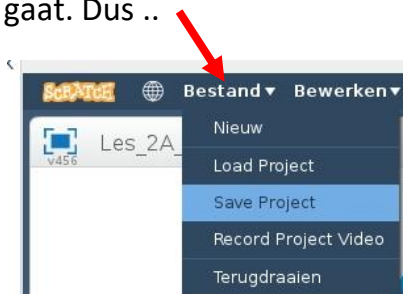 gaat. Dus ..
SCRATCH Bestand Bewerken
Nieuw
v456 Les_2A_
Load Project
Save Project
Record Project Video
Terugdraaien